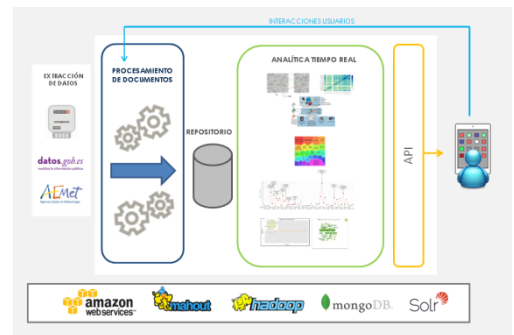 INTERACCIONES USUARIOS
EXTRACCIÓN
DE DATOS
PROCESAMIENTO
DE DOCUMENTOS
ANALÍTICA TIEMPO REAL
REPOSITORIO
API
datos.gob.es
AEMet
amazon
webservices™
mahout
hadoop
mongoDB.
Solr